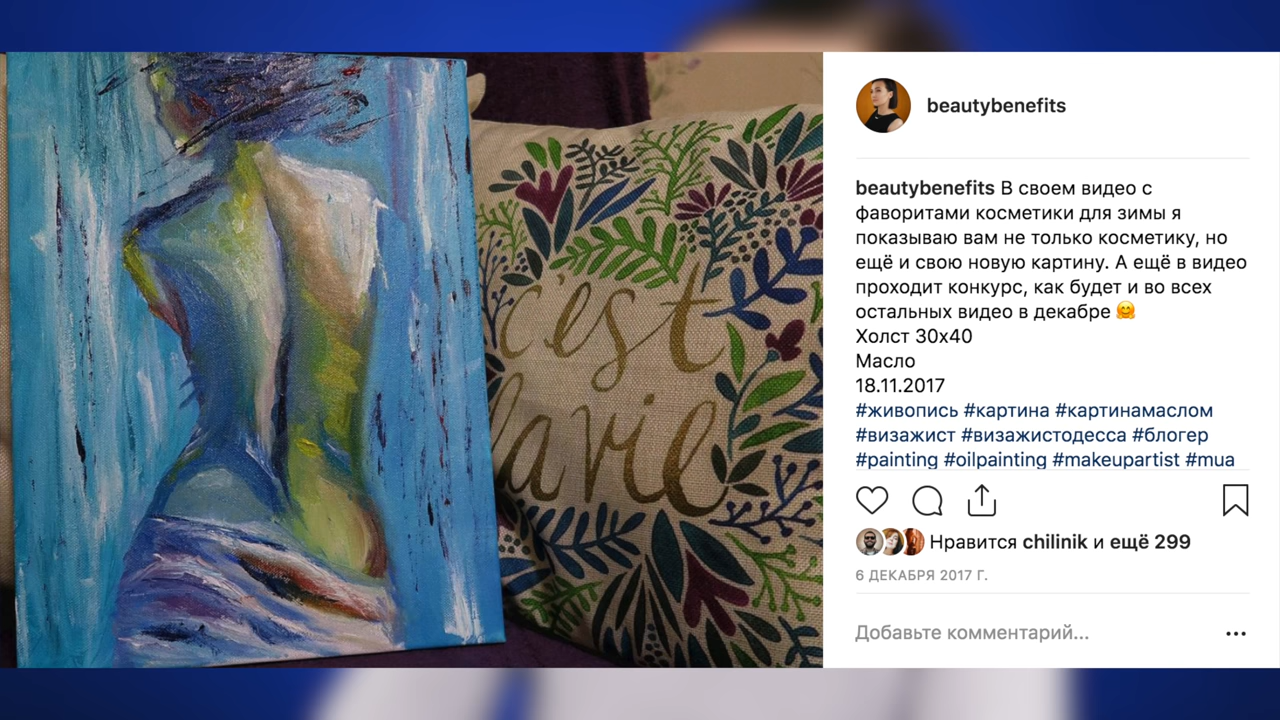 c'est
la vie
beautybenefits
beautybenefits В своем видео с
фаворитами косметики для зимы я
показываю вам не только косметику, но
ещё и свою новую картину. А ещё в видео
проходит конкурс, как будет и во всех
остальных видео в декабре 🤗
Холст 30х40
Масло
18.11.2017
#живопись #картина #картинамаслом
#визажист #визажистодесса #блогер
#painting #oilpainting #makeupartist #mua
Нравится chilinik и ещё 299
6 ДЕКАБРЯ 2017 Г.
Добавьте комментарий...